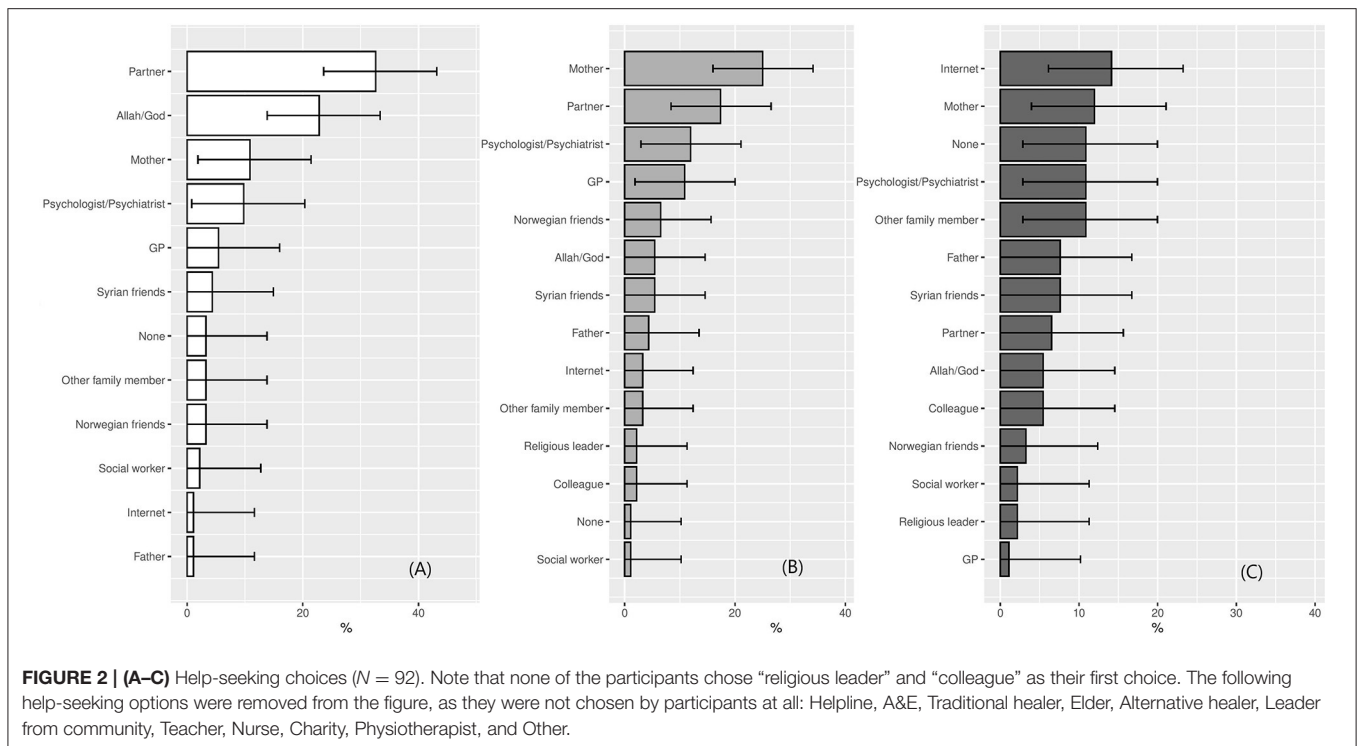 Partner
Allah/God
Mother
Psychologist/Psychiatrist
GP
Syrian friends
None
Other family member
Norwegian friends
Social worker
Internet
Father
(A)
0 20 40
%
Mother
Partner
Psychologist/Psychiatrist
GP
Norwegian friends
Allah/God
Syrian friends
Father
Internet
Other family member
Religious leader
Colleague
None
Social worker
(B)
0 20 40
%
Internet
Mother
None
Psychologist/Psychiatrist
Other family member
Father
Syrian friends
Partner
Allah/God
Colleague
Norwegian friends
Social worker
Religious leader
GP
(C)
0 10 20 30 40
%
FIGURE 2 | (A–C) Help-seeking choices (N = 92). Note that none of the participants chose “religious leader” and “colleague” as their first choice. The following
help-seeking options were removed from the figure, as they were not chosen by participants at all: Helpline, A&E, Traditional healer, Elder, Alternative healer, Leader
from community, Teacher, Nurse, Charity, Physiotherapist, and Other.